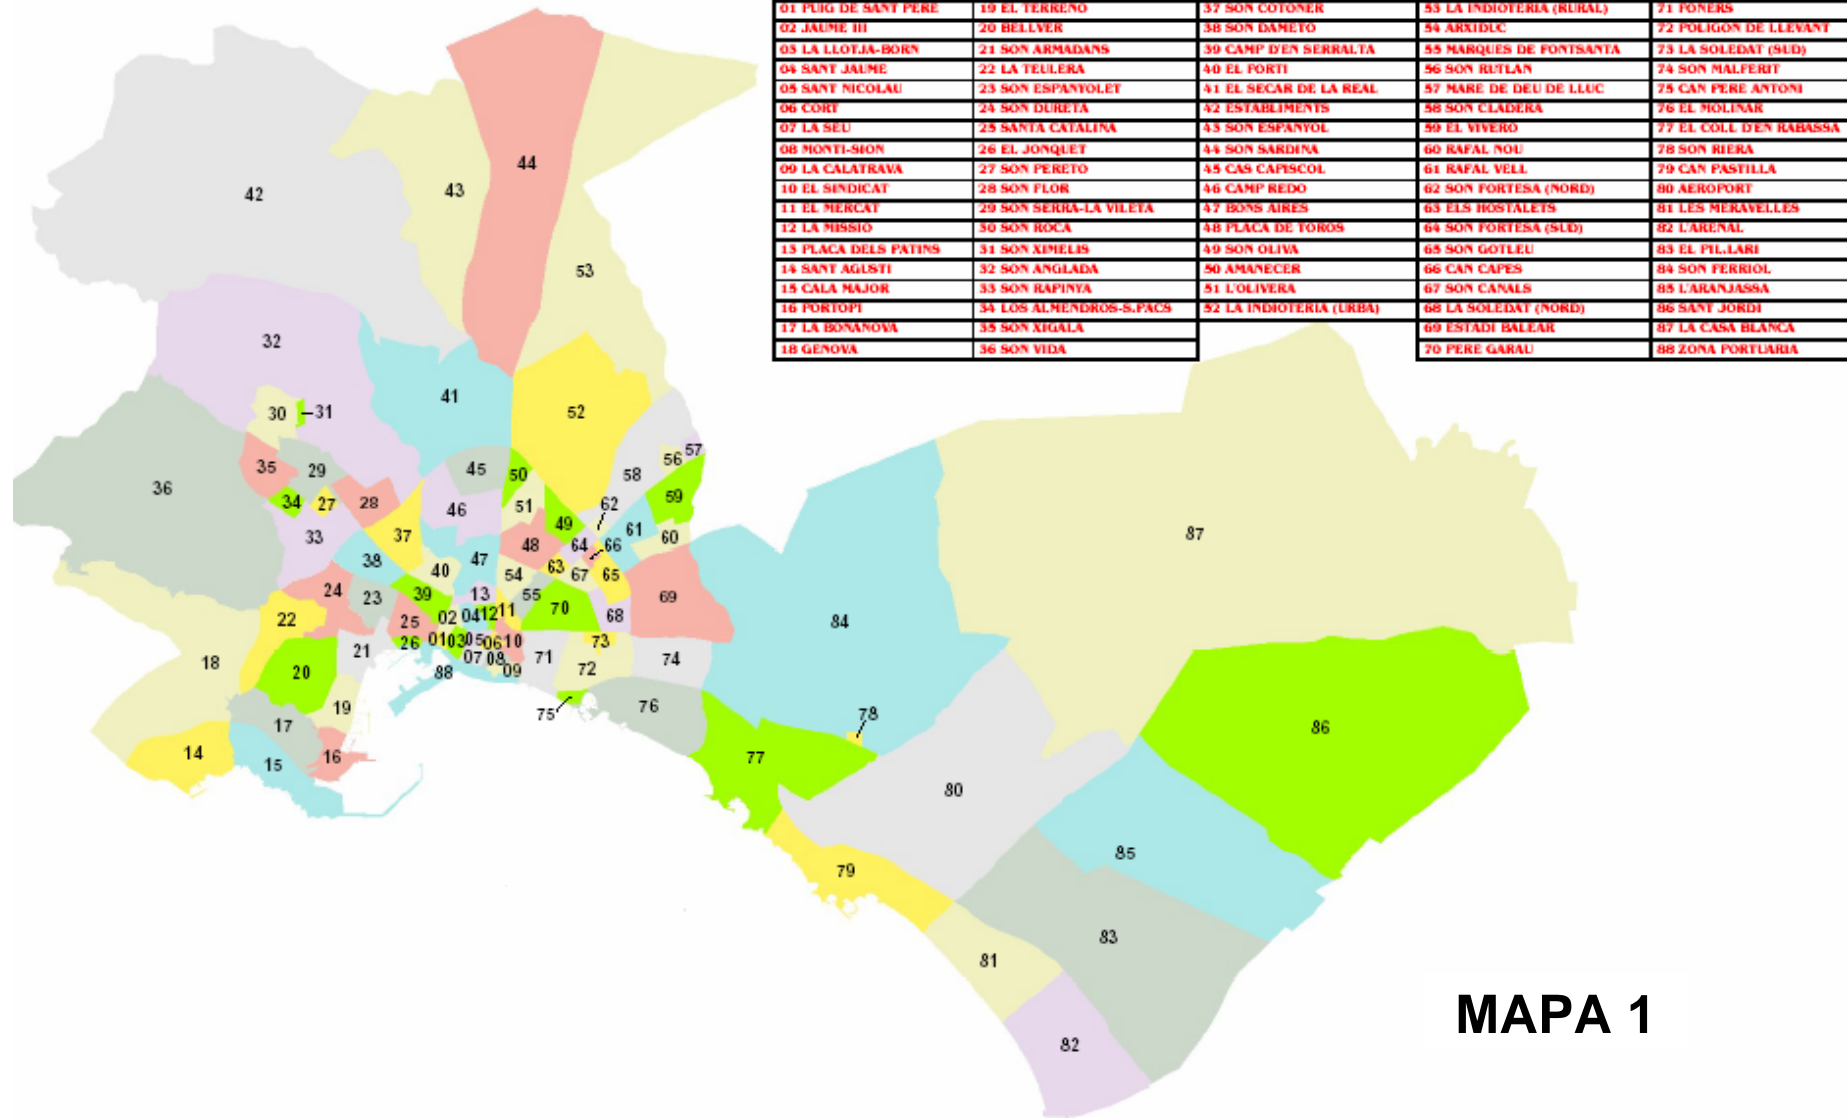 01 PUIG DE SANT PERE 19 EL TERRENO 37 SON COTONER 53 LA INDIOTERIA (RURAL) 71 FONERS
02 JAUME III 20 BELLVER 38 SON DAMETO 54 ARXIDUC 72 POLIGON DE LLEVANT
03 LA LLOTJA-BORN 21 SON ARMADANS 39 CAMP D'EN SERRALTA 55 MARQUES DE FONTSANTA 73 LA SOLEDAT (SUD)
04 SANT JAUME 22 LA TEULERA 40 EL FORTI 56 SON RUTLAN 74 SON MALFERIT
05 SANT NICOLAU 23 SON ESPANYOLET 41 EL SECAR DE LA REAL 57 MARE DE DEU DE LLUC 75 CAN PERE ANTONI
06 CORT 24 SON DURETA 42 ESTABLIMENTS 58 SON CLADERA 76 EL MOLINAR
07 LA SEU 25 SANTA CATALINA 43 SON ESPANYOL 59 EL VIVERO 77 EL COLL D'EN RABASSA
08 MONTI-SION 26 EL JONQUET 44 SON SARDINA 60 RAFAL NOU 78 SON RIERA
09 LA CALATRAVA 27 SON PERETO 45 CAS CAPISCOL 61 RAFAL VELL 79 CAN PASTILLA
10 EL SINDICAT 28 SON FLOR 46 CAMP REDO 62 SON FORTESA (NORD) 80 AEROPORT
11 EL MERCAT 29 SON SERRA-LA VILETA 47 BONS AIRES 63 ELS HOSTALETS 81 LES MERAVELLES
12 LA MISSIO 30 SON ROCA 48 PLACA DE TOROS 64 SON FORTESA (SUD) 82 L'ARENAL
13 PLACA DELS PATINS 31 SON XIMELIS 49 SON OLIVA 65 SON GOTLEU 83 EL PIL.LARI
14 SANT AGUSTI 32 SON ANGLADA 50 AMANECER 66 CAN CAPES 84 SON FERRIOL
15 CALA MAJOR 33 SON RAPINYA 51 L'OLIVERA 67 SON CANALS 85 L'ARANJASSA
16 PORTOPI 34 LOS ALMENDROS-S.PACS 52 LA INDIOTERIA (URBA) 68 LA SOLEDAT (NORD) 86 SANT JORDI
17 LA BONANOVA 35 SON XIGALA 69 ESTADI BALEAR 87 LA CASA BLANCA
18 GENOVA 36 SON VIDA 70 PERE GARAU 88 ZONA PORTUARIA
44
42 43
53
32
41
30 31 52
35 29 45 50 58 56 57
36 34 27 28 46 51 62 59
33 37 49 61
38 47 48 64 66 60
40 54 63 67 65
24 23 39 13 55 70 68 69
22 25 02 04 12 11
26 01 03 05 06 10 73
18 20 21 07 08 09 71 72 74
88
84
87
19 17 75 76 78 86
14 15 16 77
80
79 85
81 83
82
MAPA 1